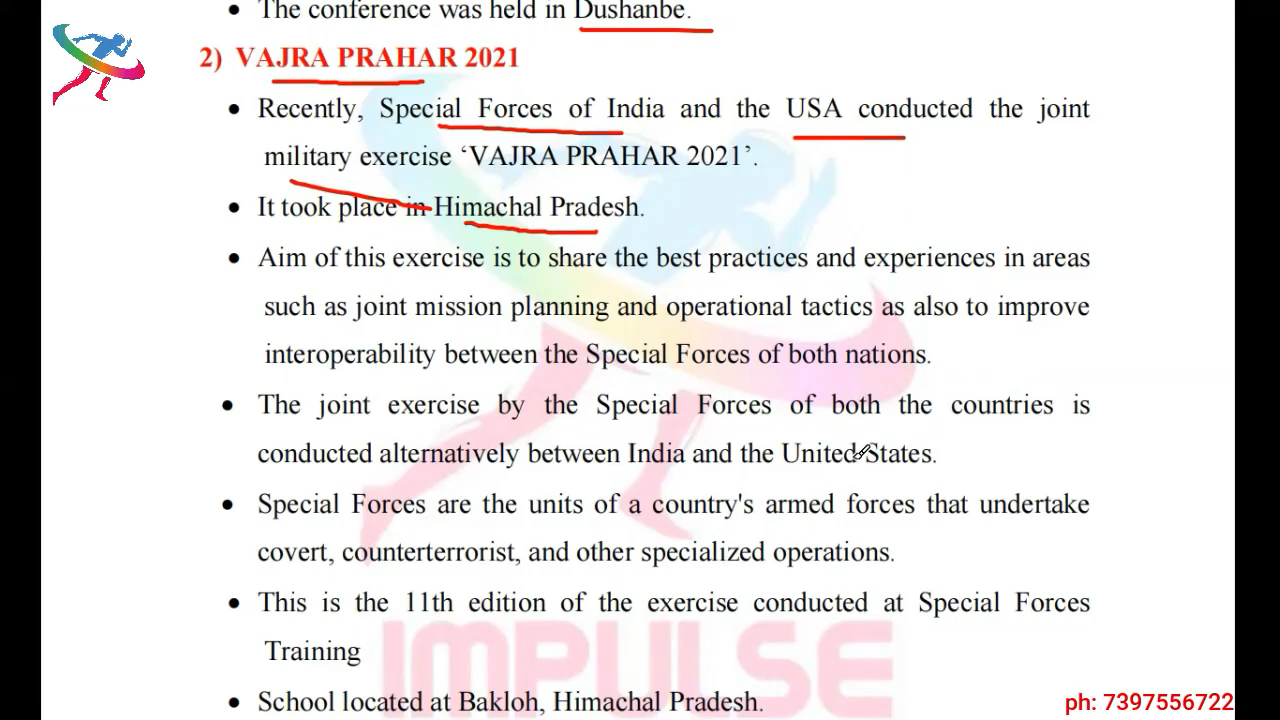 • The conference was held in Dushanbe.
2) VAJRA PRAHAR 2021
• Recently, Special Forces of India and the USA conducted the joint
military exercise ‘VAJRA PRAHAR 2021’.
• It took place in Himachal Pradesh.
• Aim of this exercise is to share the best practices and experiences in areas
such as joint mission planning and operational tactics as also to improve
interoperability between the Special Forces of both nations.
• The joint exercise by the Special Forces of both the countries is
conducted alternatively between India and the United States.
• Special Forces are the units of a country's armed forces that undertake
covert, counterterrorist, and other specialized operations.
• This is the 11th edition of the exercise conducted at Special Forces
Training
• School located at Bakloh, Himachal Pradesh.
IMPULSE
ph: 7397556722